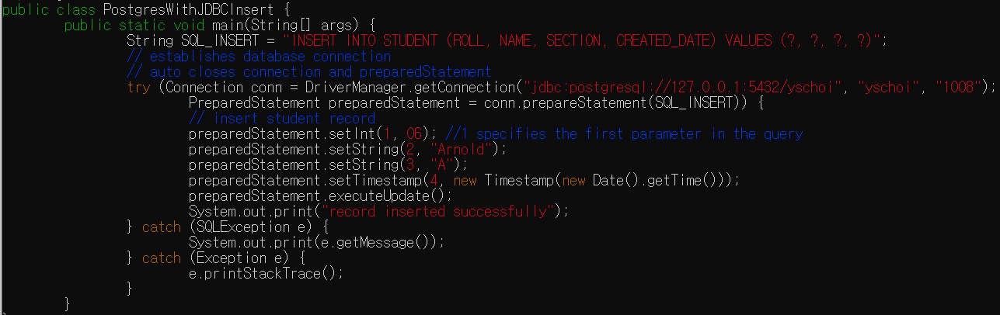 public class PostgresWithJDBCInsert {
public static void main(String[] args) {
String SQL_INSERT = "INSERT INTO STUDENT (ROLL, NAME, SECTION, CREATED_DATE) VALUES (?, ?, ?, ?)";
// establishes database connection
// auto closes connection and preparedStatement
try (Connection conn = DriverManager.getConnection("jdbc:postgresql://127.0.0.1:5432/yschoi", "yschoi", "1008");
PreparedStatement preparedStatement = conn.prepareStatement(SQL_INSERT)) {
// insert student record
preparedStatement.setInt(1, 06); //1 specifies the first parameter in the query
preparedStatement.setString(2, "Arnold");
preparedStatement.setString(3, "A");
preparedStatement.setTimestamp(4, new Timestamp(new Date().getTime()));
preparedStatement.executeUpdate();
System.out.print("record inserted successfully");
} catch (SQLException e) {
System.out.print(e.getMessage());
} catch (Exception e) {
e.printStackTrace();
}
}